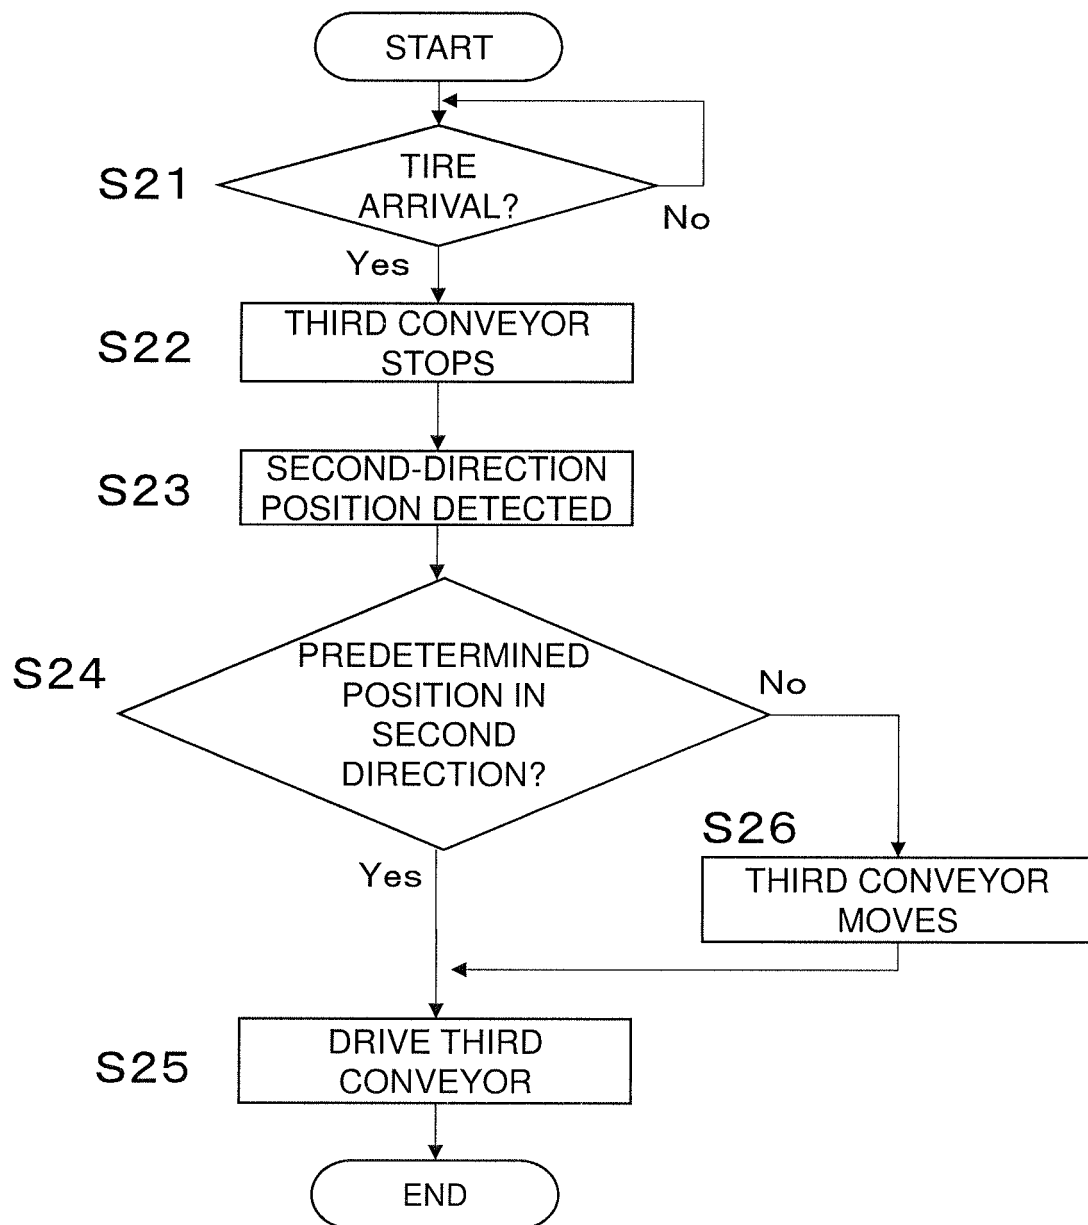 START
S21
TIRE
ARRIVAL?
No
Yes
S22
THIRD CONVEYOR
STOPS
S23
SECOND-DIRECTION
POSITION DETECTED
S24
PREDETERMINED
POSITION IN
SECOND
DIRECTION?
No
Yes
S26
THIRD CONVEYOR
MOVES
S25
DRIVE THIRD
CONVEYOR
END